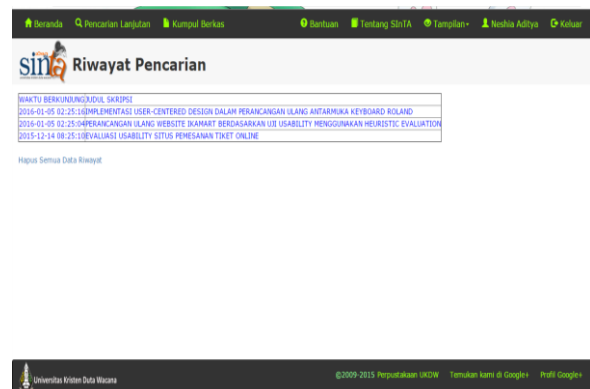 Beranda Pencarian Lanjutan Kumpul Berkas Bantuan Tentang SInTA Tampilan Neshia Aditya Keluar
sinta Riwayat Pencarian
WAKTU BERKUNJUNG JUDUL SKRIPSI
2016-01-05 02:25:16 IMPLEMENTASI USER-CENTERED DESIGN DALAM PERANCANGAN ULANG ANTARMUKA KEYBOARD ROLAND
2016-01-05 02:25:04 PERANCANGAN ULANG WEBSITE IKAMART BERDASARKAN UJI USABILITY MENGGUNAKAN HEURISTIC EVALUATION
2015-12-14 08:25:10 EVALUASI USABILITY SITUS PEMESANAN TIKET ONLINE
Hapus Semua Data Riwayat
Universitas Kristen Duta Wacana ©2009-2015 Perpustakaan UKDW Temukan kami di Google+ Profil Google+